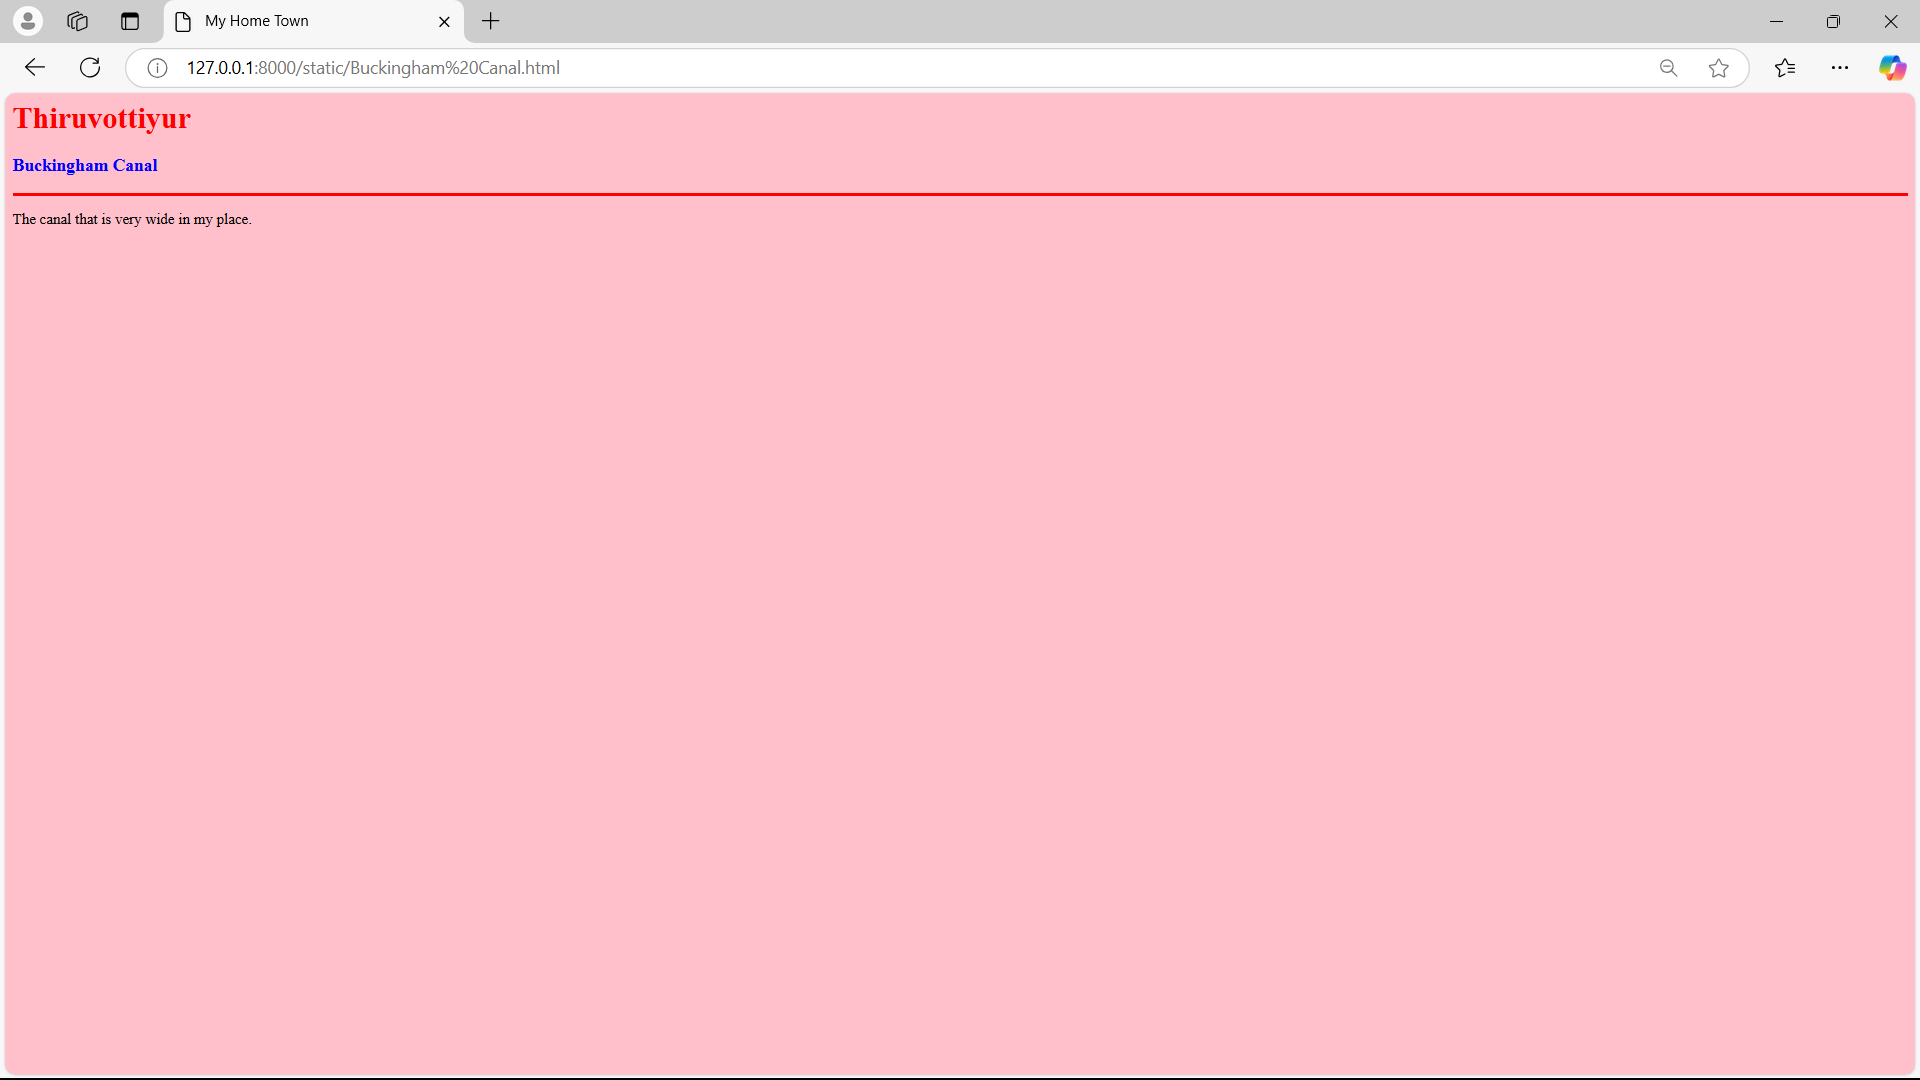 My Home Town
127.0.0.1:8000/static/Buckingham%20Canal.html
Thiruvottiyur
Buckingham Canal
The canal that is very wide in my place.